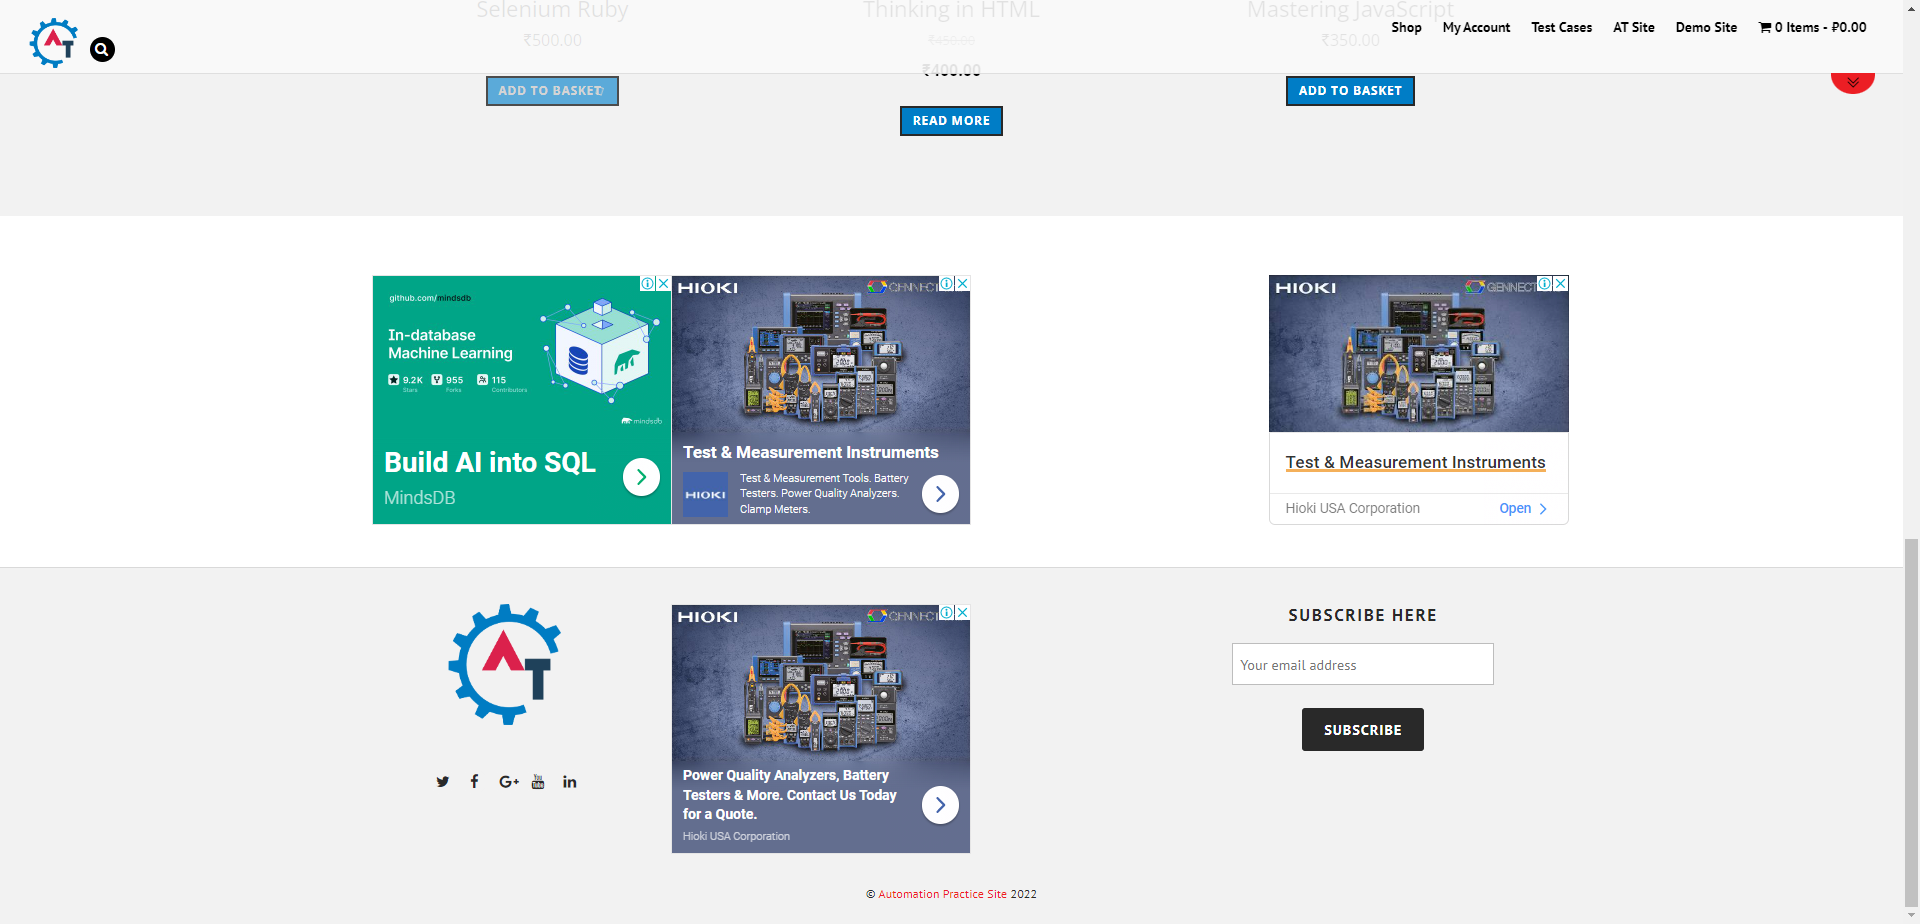 Selenium Ruby
₹500.00
ADD TO BASKET
Thinking in HTML
₹450.00
₹400.00
READ MORE
Mastering JavaScript
₹350.00
ADD TO BASKET
AT
Shop
My Account
Test Cases
AT Site
Demo Site
0 Items - ₽0.00
github.com/mindsdb
In-database
Machine Learning
9.2K
Stars
955
Forks
115
Contributors
mindsdb
Build AI into SQL
MindsDB
HIOKI
GENNECT
Test & Measurement Instruments
HIOKI
Test & Measurement Tools. Battery
Testers. Power Quality Analyzers.
Clamp Meters.
HIOKI
GENNECT
Test & Measurement Instruments
Hioki USA Corporation
Open
AT
HIOKI
GENNECT
Power Quality Analyzers, Battery
Testers & More. Contact Us Today
for a Quote.
Hioki USA Corporation
SUBSCRIBE HERE
Your email address
SUBSCRIBE
© Automation Practice Site 2022